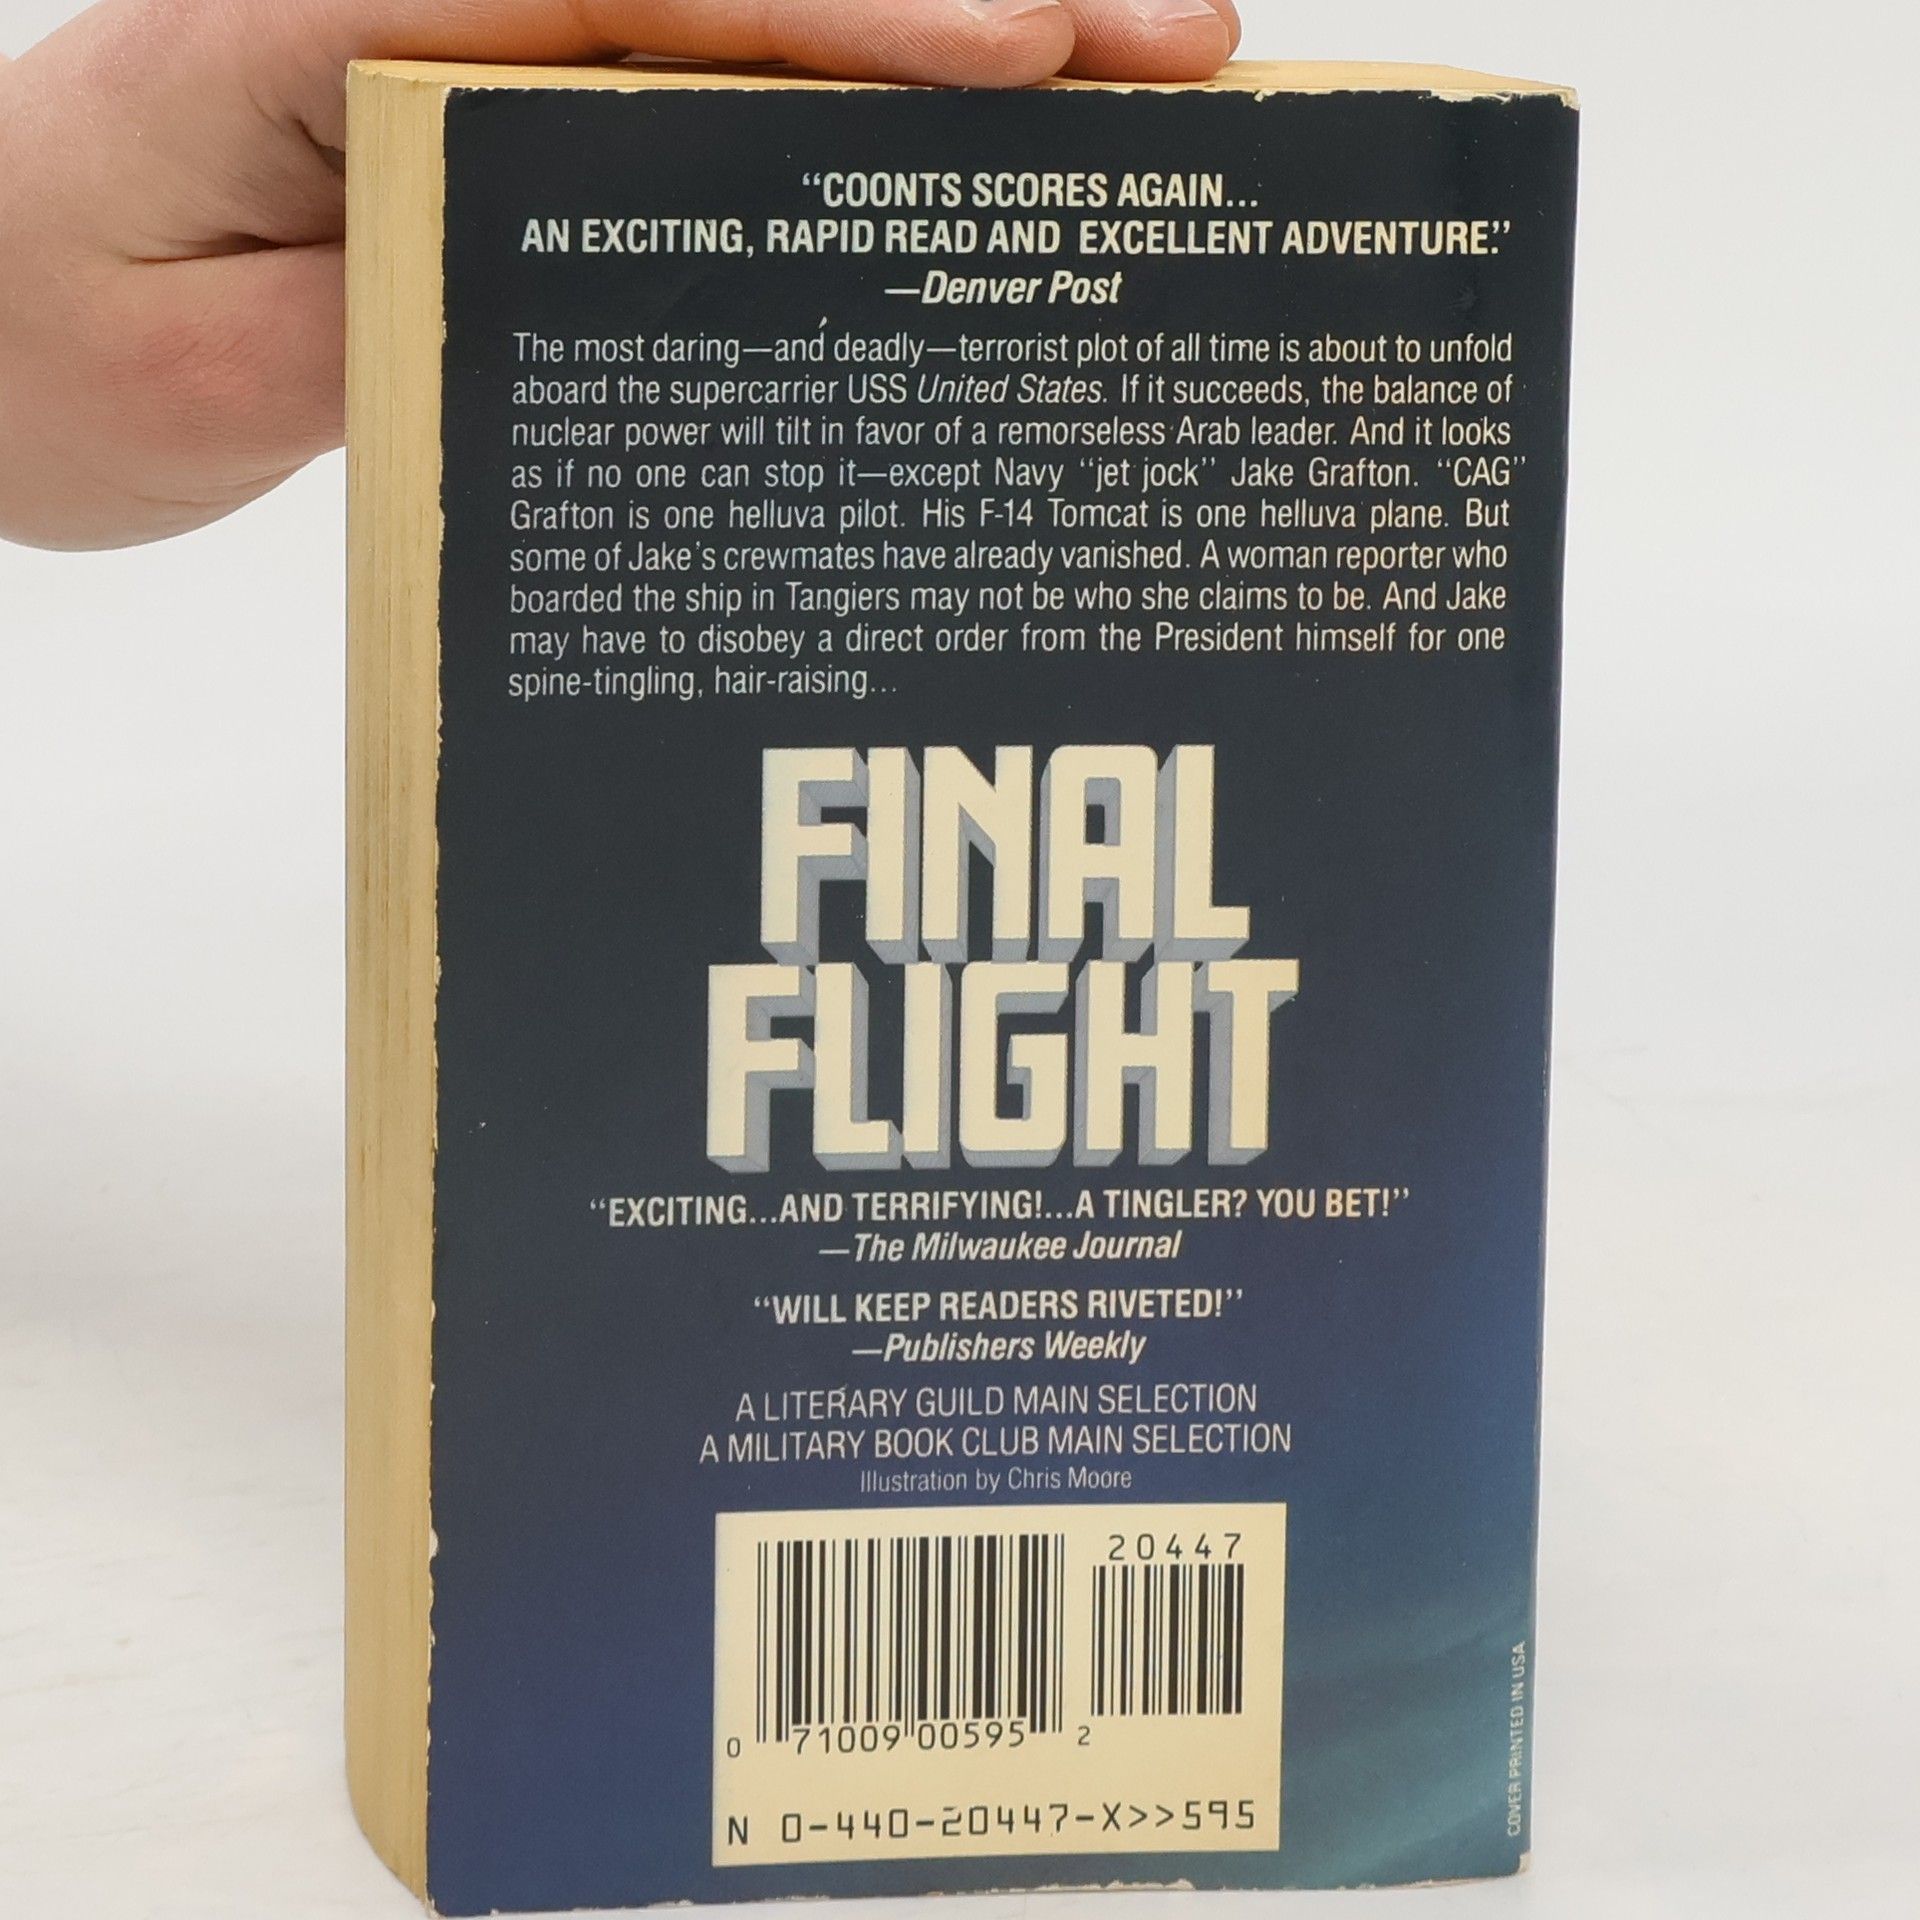 “COONTS SCORES AGAIN...
AN EXCITING, RAPID READ AND EXCELLENT ADVENTURE.”
—Denver Post
The most daring—and deadly—terrorist plot of all time is about to unfold
aboard the supercarrier USS United States. If it succeeds, the balance of
nuclear power will tilt in favor of a remorseless Arab leader. And it looks
as if no one can stop it—except Navy “jet jock” Jake Grafton. “CAG”
Grafton is one helluva pilot. His F-14 Tomcat is one helluva plane. But
some of Jake's crewmates have already vanished. A woman reporter who
boarded the ship in Tangiers may not be who she claims to be. And Jake
may have to disobey a direct order from the President himself for one
spine-tingling, hair-raising...
FINAL
FLIGHT
“EXCITING...AND TERRIFYING!...A TINGLER? YOU BET!”
—The Milwaukee Journal
“WILL KEEP READERS RIVETED!”
—Publishers Weekly
A LITERARY GUILD MAIN SELECTION
A MILITARY BOOK CLUB MAIN SELECTION
Illustration by Chris Moore
20447
0 71009 00595 2
N 0-440-20447-X>>595
COVER PRINTED IN USA